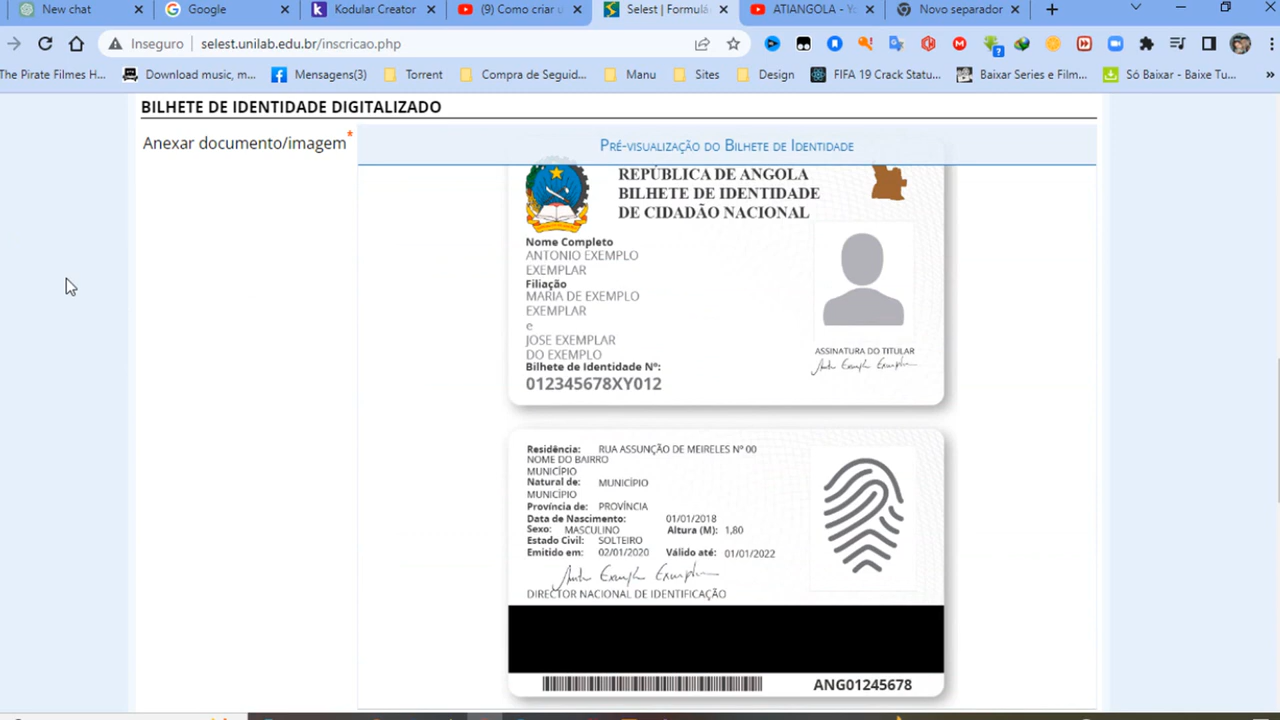 New chat
Google
Kodular Creator
(9) Como criar u
Selest | Formulá
ATIANGOLA - Yo
Novo separador
Inseguro
selest.unilab.edu.br/inscricao.php
The Pirate Filmes H...
Download music, m...
Mensagens(3)
Torrent
Compra de Seguid...
Manu
Sites
Design
FIFA 19 Crack Statu...
Baixar Series e Film...
Só Baixar - Baixe Tu...
BILHETE DE IDENTIDADE DIGITALIZADO
Anexar documento/imagem*
PRÉ-VISUALIZAÇÃO DO BILHETE DE IDENTIDADE
REPÚBLICA DE ANGOLA
BILHETE DE IDENTIDADE
DE CIDADÃO NACIONAL
Nome Completo
ANTONIO EXEMPLO
EXEMPLAR
Filiação
MARIA DE EXEMPLO
EXEMPLAR
e
JOSE EXEMPLAR
DO EXEMPLO
Bilhete de Identidade Nº:
012345678XY012
ASSINATURA DO TITULAR
Residência: RUA ASSUNÇÃO DE MEIRELES Nº 00
NOME DO BAIRRO
MUNICÍPIO
Natural de: MUNICÍPIO
MUNICÍPIO
Província de: PROVÍNCIA
Data de Nascimento: 01/01/2018
Sexo: MASCULINO Altura (M): 1,80
Estado Civil: SOLTEIRO
Emitido em: 02/01/2020 Válido até: 01/01/2022
DIRECTOR NACIONAL DE IDENTIFICAÇÃO
ANG01245678